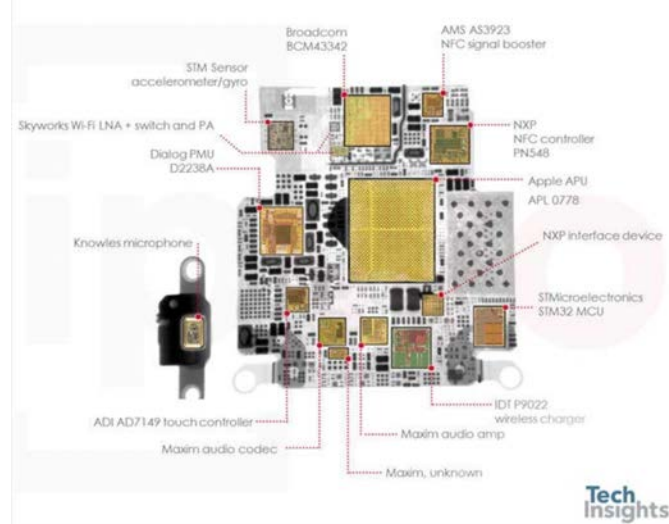 Broadcom
BCM43342
AMS AS3923
NFC signal booster
STM Sensor
accelerometer/gyro
Skyworks Wi-Fi LNA + switch and PA
NXP
NFC controller
PN548
Dialog PMU
D2238A
Apple APU
APL 0778
Knowles microphone
NXP interface device
STMicroelectronics
STM32 MCU
IDT P9022
wireless charger
ADI AD7149 touch controller
Maxim audio amp
Maxim audio codec
Maxim, unknown
Tech
Insights